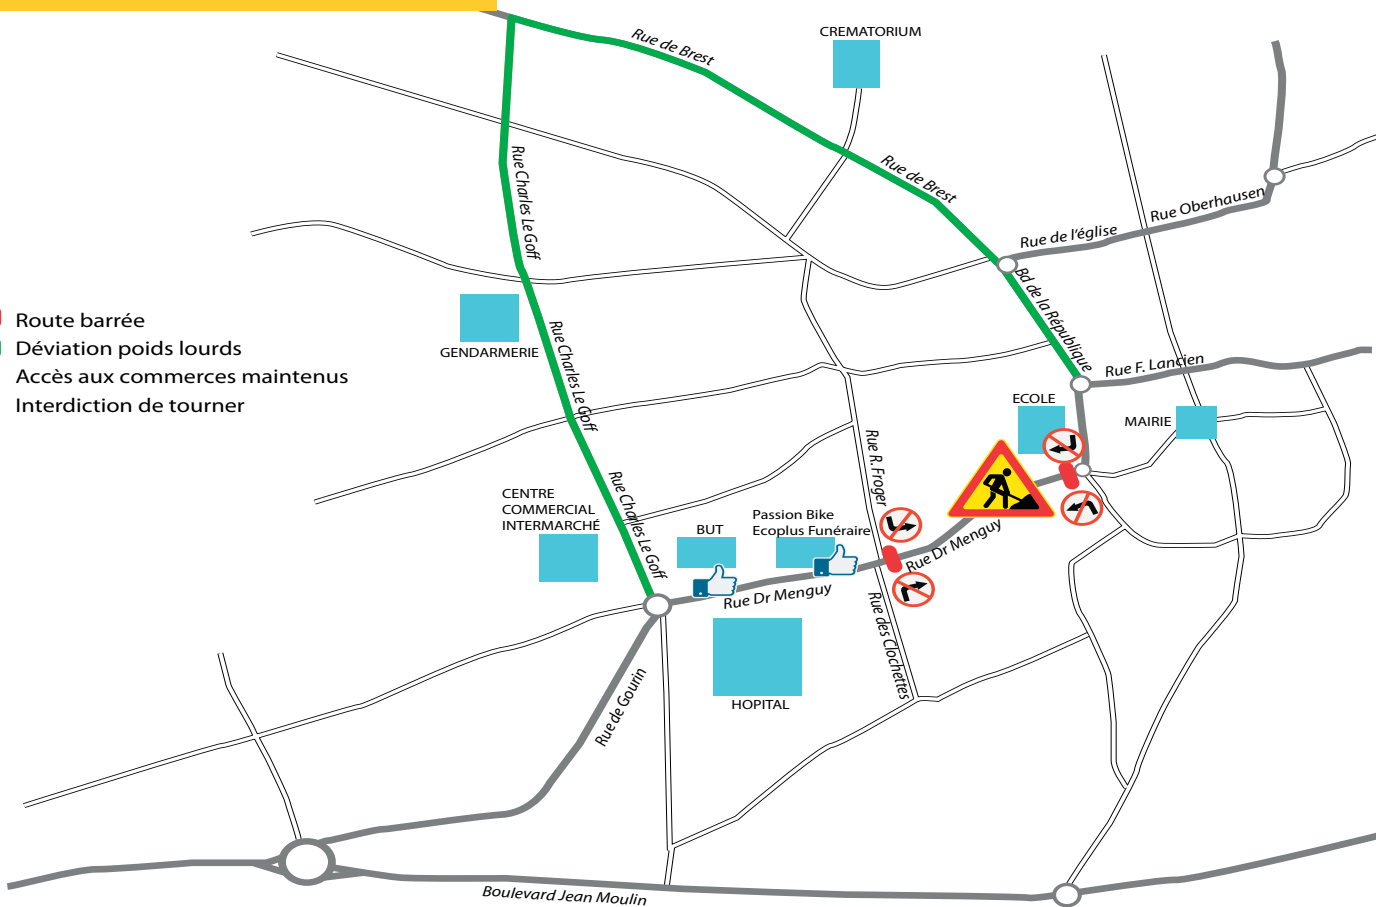 CREMATORIUM
Rue de Brest
Rue de Brest
Rue Charles Le Goff
Rue Oberhausen
Rue de l'église
Bd de la République
Route barrée
Déviation poids lourds
Accès aux commerces maintenus
Interdiction de tourner
GENDARMERIE
Rue Charles Le Goff
Rue F. Lancien
ECOLE
MAIRIE
Rue R. Froger
CENTRE
COMMERCIAL
INTERMARCHÉ
Rue Charles Le Goff
BUT
Passion Bike
Ecoplus Funéraire
Rue Dr Menguy
Rue Dr Menguy
Rue des Clochettes
HOPITAL
Rue de Gourin
Boulevard Jean Moulin